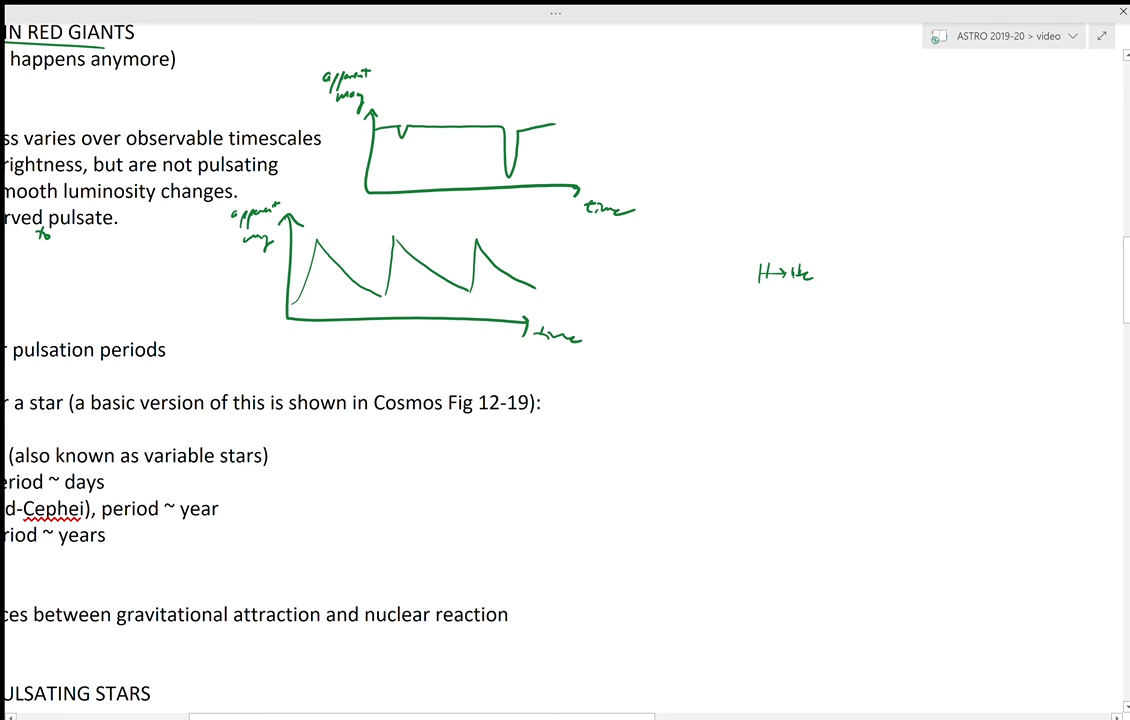 IN RED GIANTS
ASTRO 2019-20 > video
happens anymore)
apparent
mag
ss varies over observable timescales
rightness, but are not pulsating
mooth luminosity changes.
time
apparent
mag
rved pulsate.
to
H→He
time
r pulsation periods
r a star (a basic version of this is shown in Cosmos Fig 12-19):
(also known as variable stars)
eriod ~ days
d-Cephei), period ~ year
riod ~ years
ces between gravitational attraction and nuclear reaction
ULSATING STARS